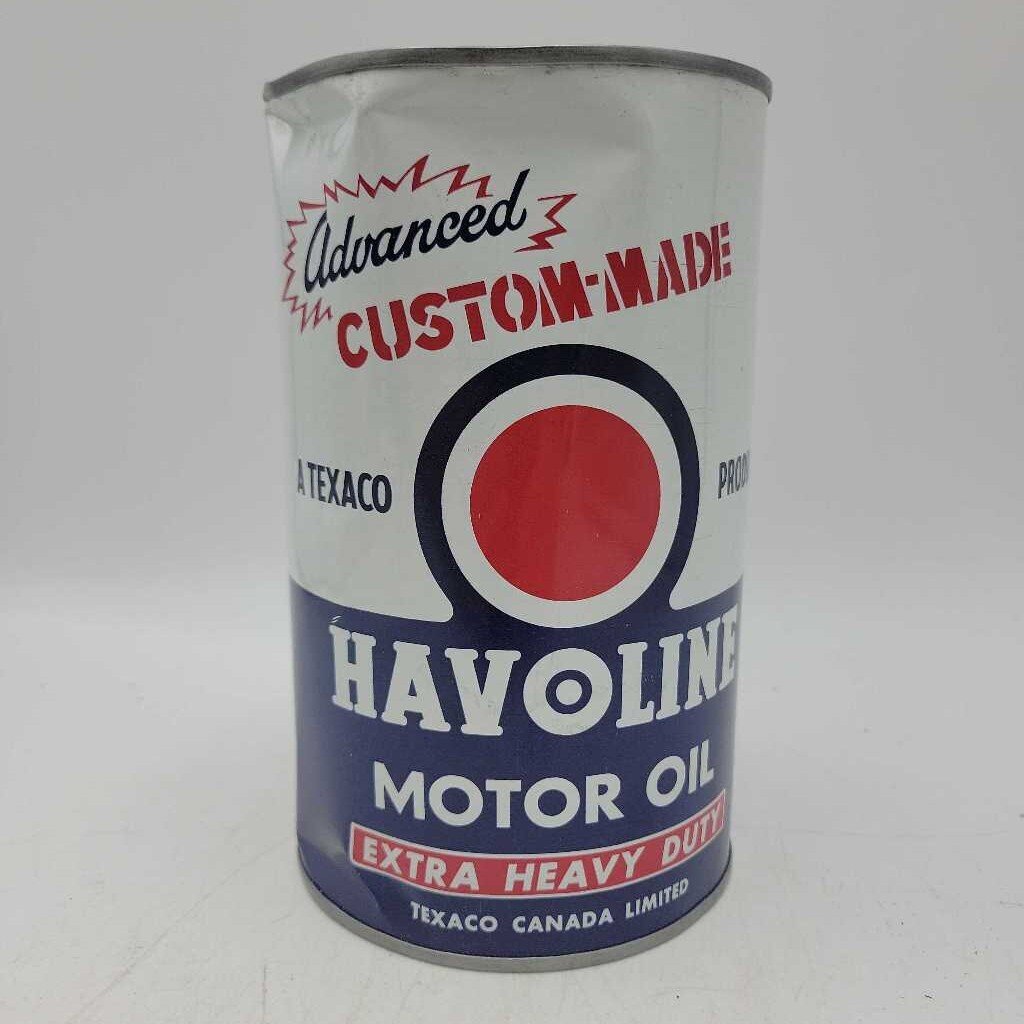 Advanced
CUSTOM-MADE
A TEXACO
HAVOLINE
MOTOR OIL
EXTRA HEAVY DUTY
TEXACO CANADA LIMITED